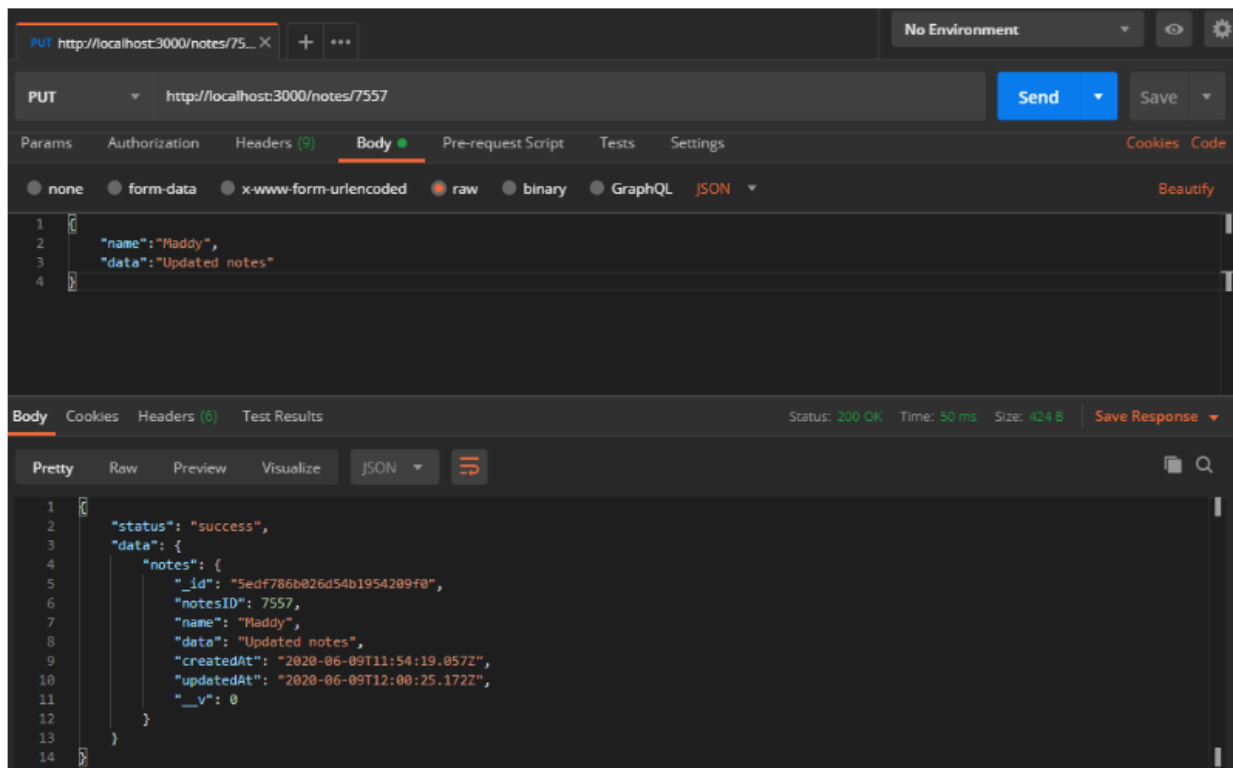 PUT http://localhost:3000/notes/75... No Environment
PUT http://localhost:3000/notes/7557 Send Save
Params Authorization Headers (9) Body Pre-request Script Tests Settings Cookies Code
none form-data x-www-form-urlencoded raw binary GraphQL JSON Beautify
1 {
2 "name":"Maddy",
3 "data":"Updated notes"
4 }
Body Cookies Headers (6) Test Results Status: 200 OK Time: 50 ms Size: 424 B Save Response
Pretty Raw Preview Visualize JSON
1 {
2 "status": "success",
3 "data": {
4 "notes": {
5 "_id": "5edf786b026d54b1954209f0",
6 "notesID": 7557,
7 "name": "Maddy",
8 "data": "Updated notes",
9 "createdAt": "2020-06-09T11:54:19.057Z",
10 "updatedAt": "2020-06-09T12:00:25.172Z",
11 "__v": 0
12 }
13 }
14 }